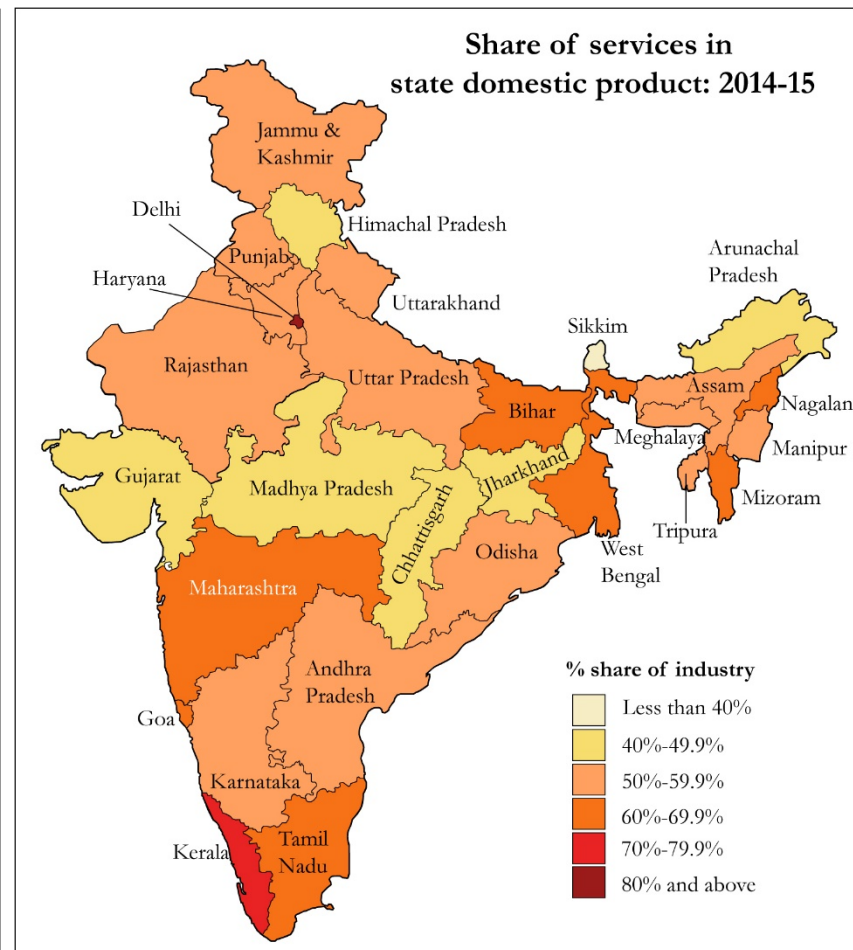 Share of services in
state domestic product: 2014-15
Jammu &
Kashmir
Delhi
Himachal Pradesh
Punjab
Haryana
Uttarakhand
Arunachal
Pradesh
Sikkim
Rajasthan
Uttar Pradesh
Assam
Bihar
Nagalan
Meghalaya
Manipur
Gujarat
Madhya Pradesh
Jharkhand
Mizoram
Chhattisgarh
Tripura
Odisha
West
Bengal
Maharashtra
% share of industry
Andhra
Pradesh
Less than 40%
Goa
40%-49.9%
50%-59.9%
Karnataka
60%-69.9%
Kerala
Tamil
Nadu
70%-79.9%
80% and above